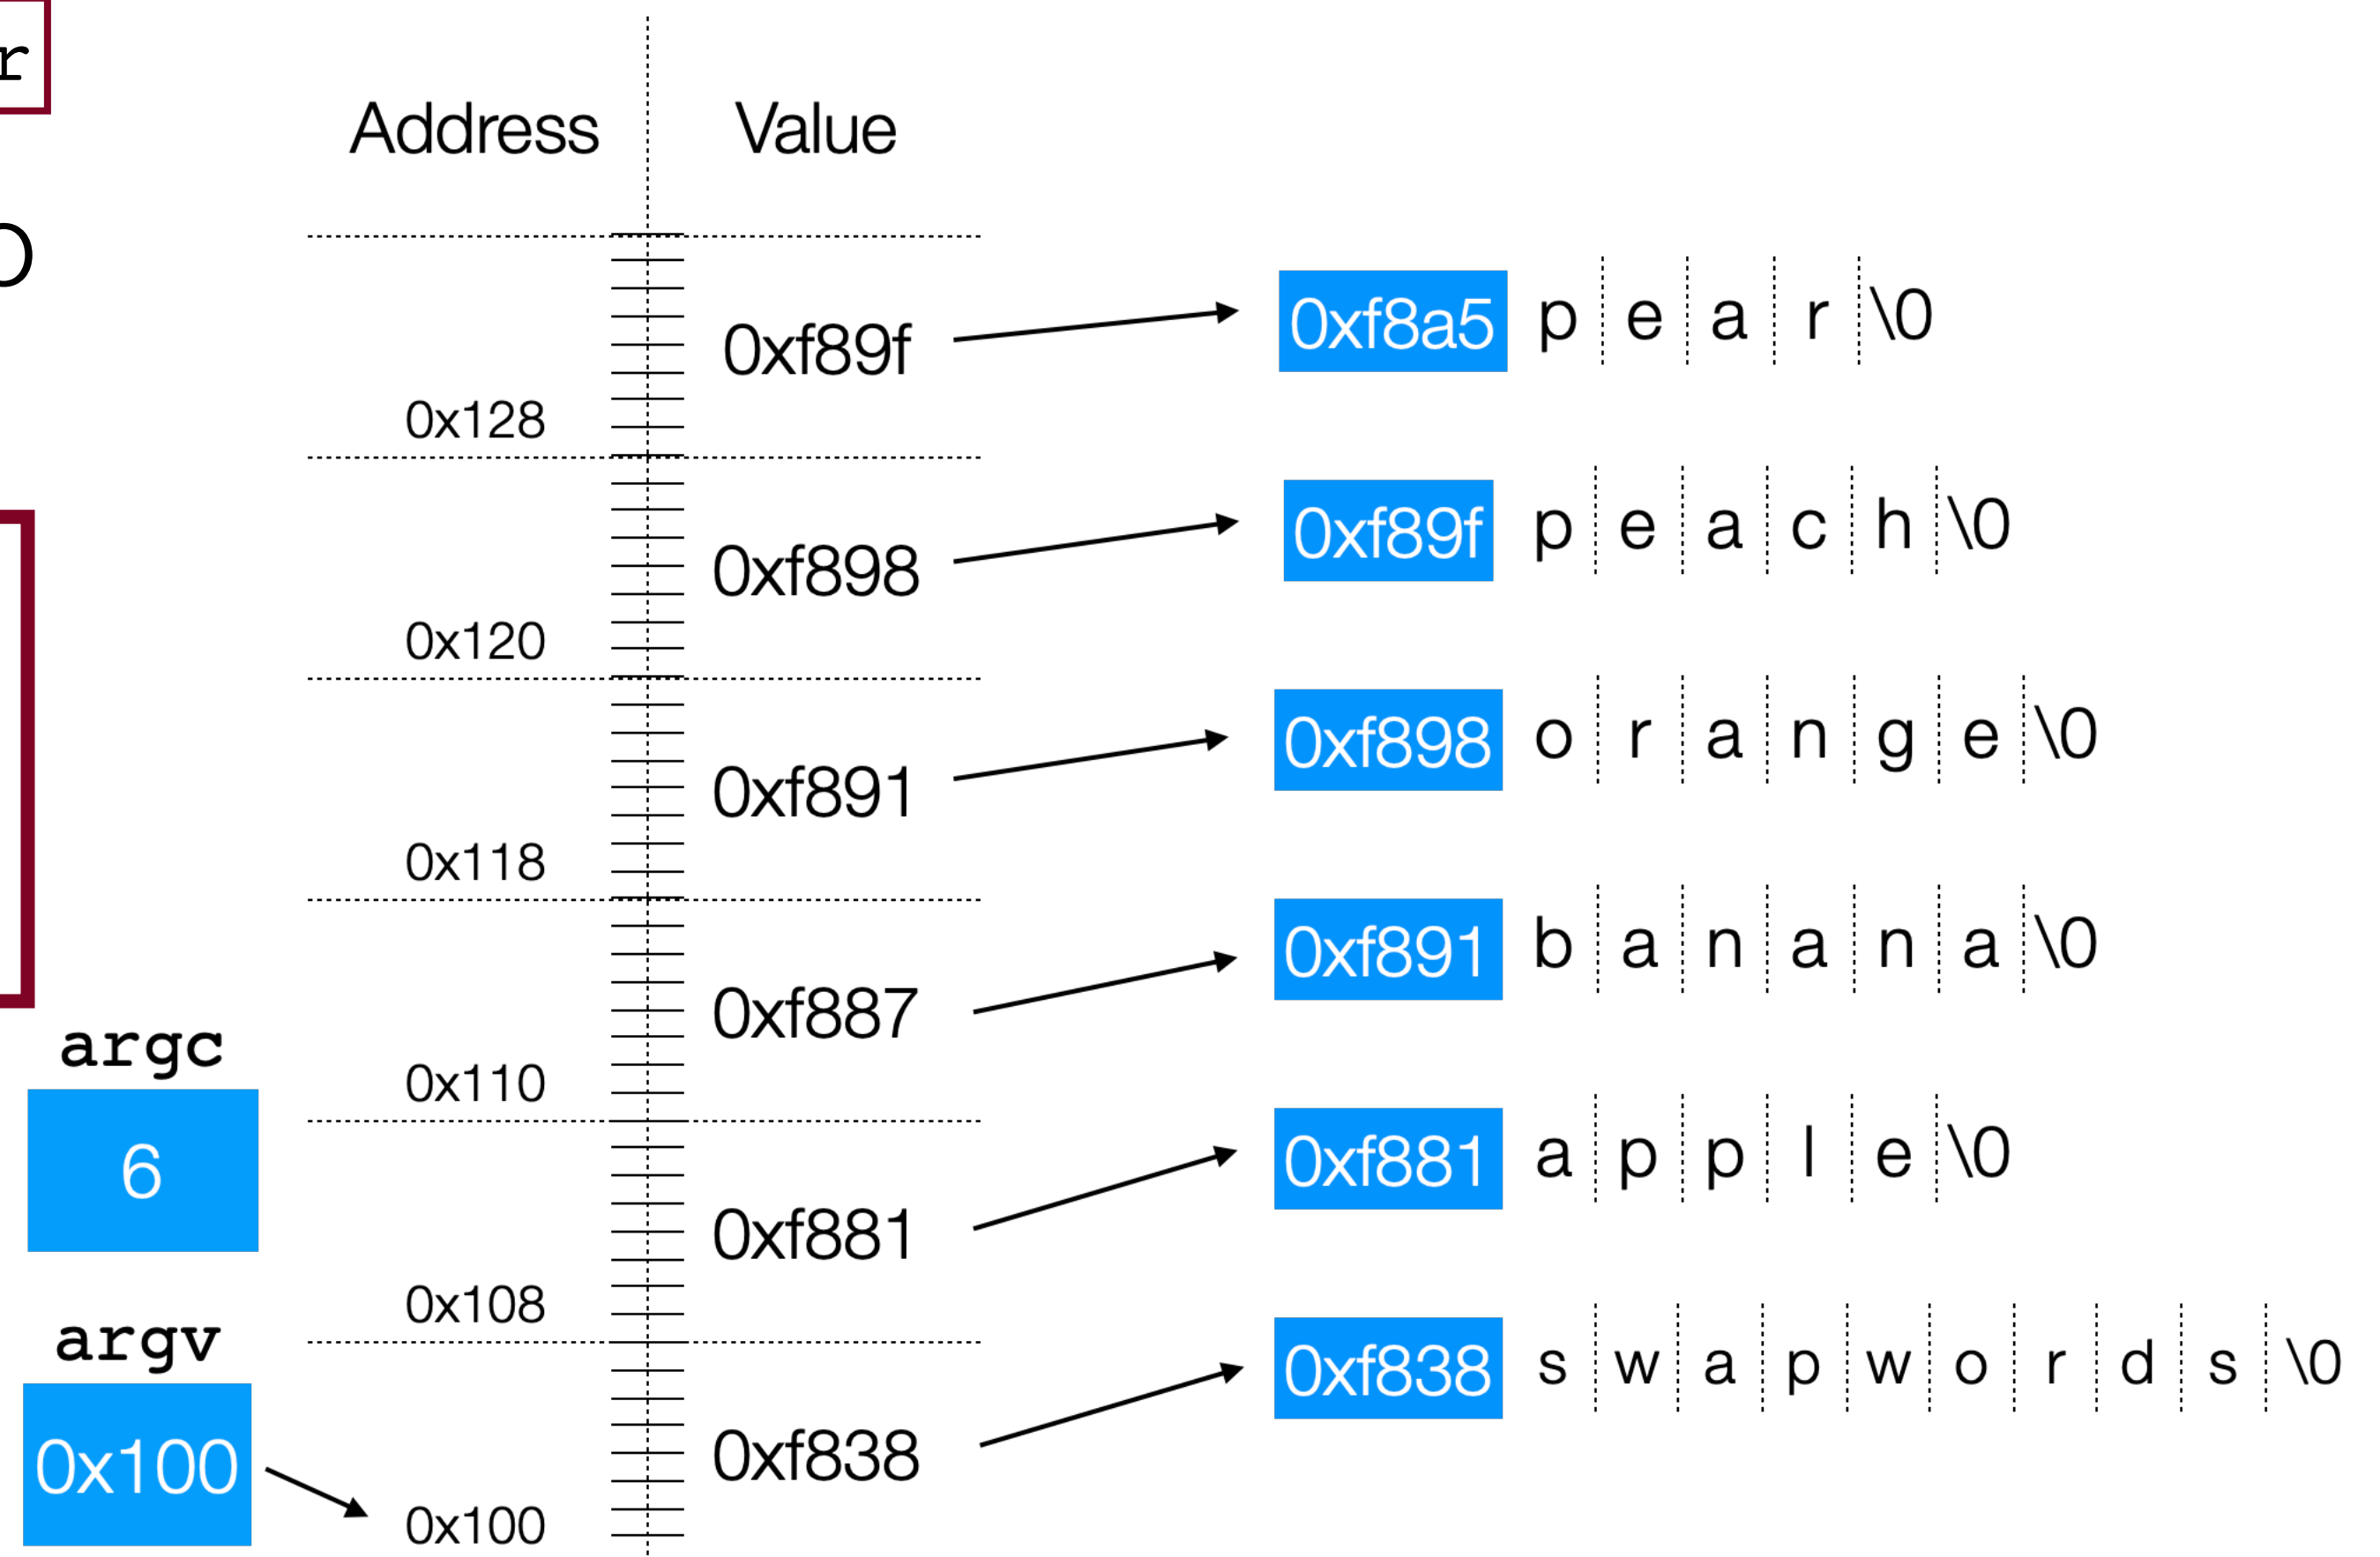 r
Address Value
0xf89f 0xf8a5 p e a r \0
0x128
0xf898 0xf89f p e a c h \0
0x120
0xf891 0xf898 o r a n g e \0
0x118
0xf887 0xf891 b a n a n a \0
argc
0x110
6
0xf881 0xf881 a p p l e \0
0x108
argv
0xf838 0xf838 s w a p w o r d s \0
0x100
0x100